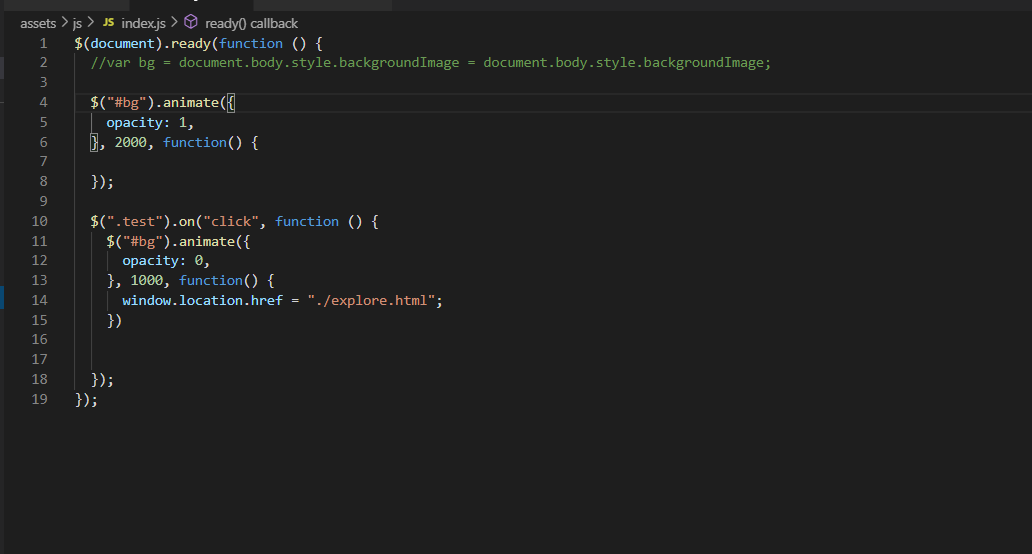 assets > js > JS index.js > ready() callback
1 $(document).ready(function () {
2   //var bg = document.body.style.backgroundImage = document.body.style.backgroundImage;
3
4   $("#bg").animate({
5     opacity: 1,
6   }, 2000, function() {
7
8   });
9
10   $(".test").on("click", function () {
11     $("#bg").animate({
12       opacity: 0,
13     }, 1000, function() {
14       window.location.href = "./explore.html";
15     })
16
17
18   });
19 });